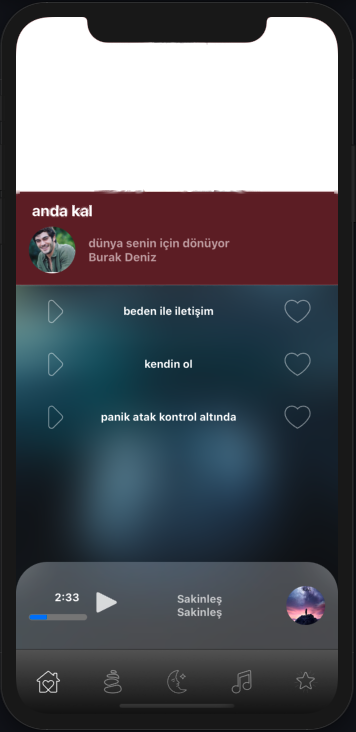 anda kal
dünya senin için dönüyor
Burak Deniz
beden ile iletişim
kendin ol
panik atak kontrol altında
2:33
Sakinleş
Sakinleş